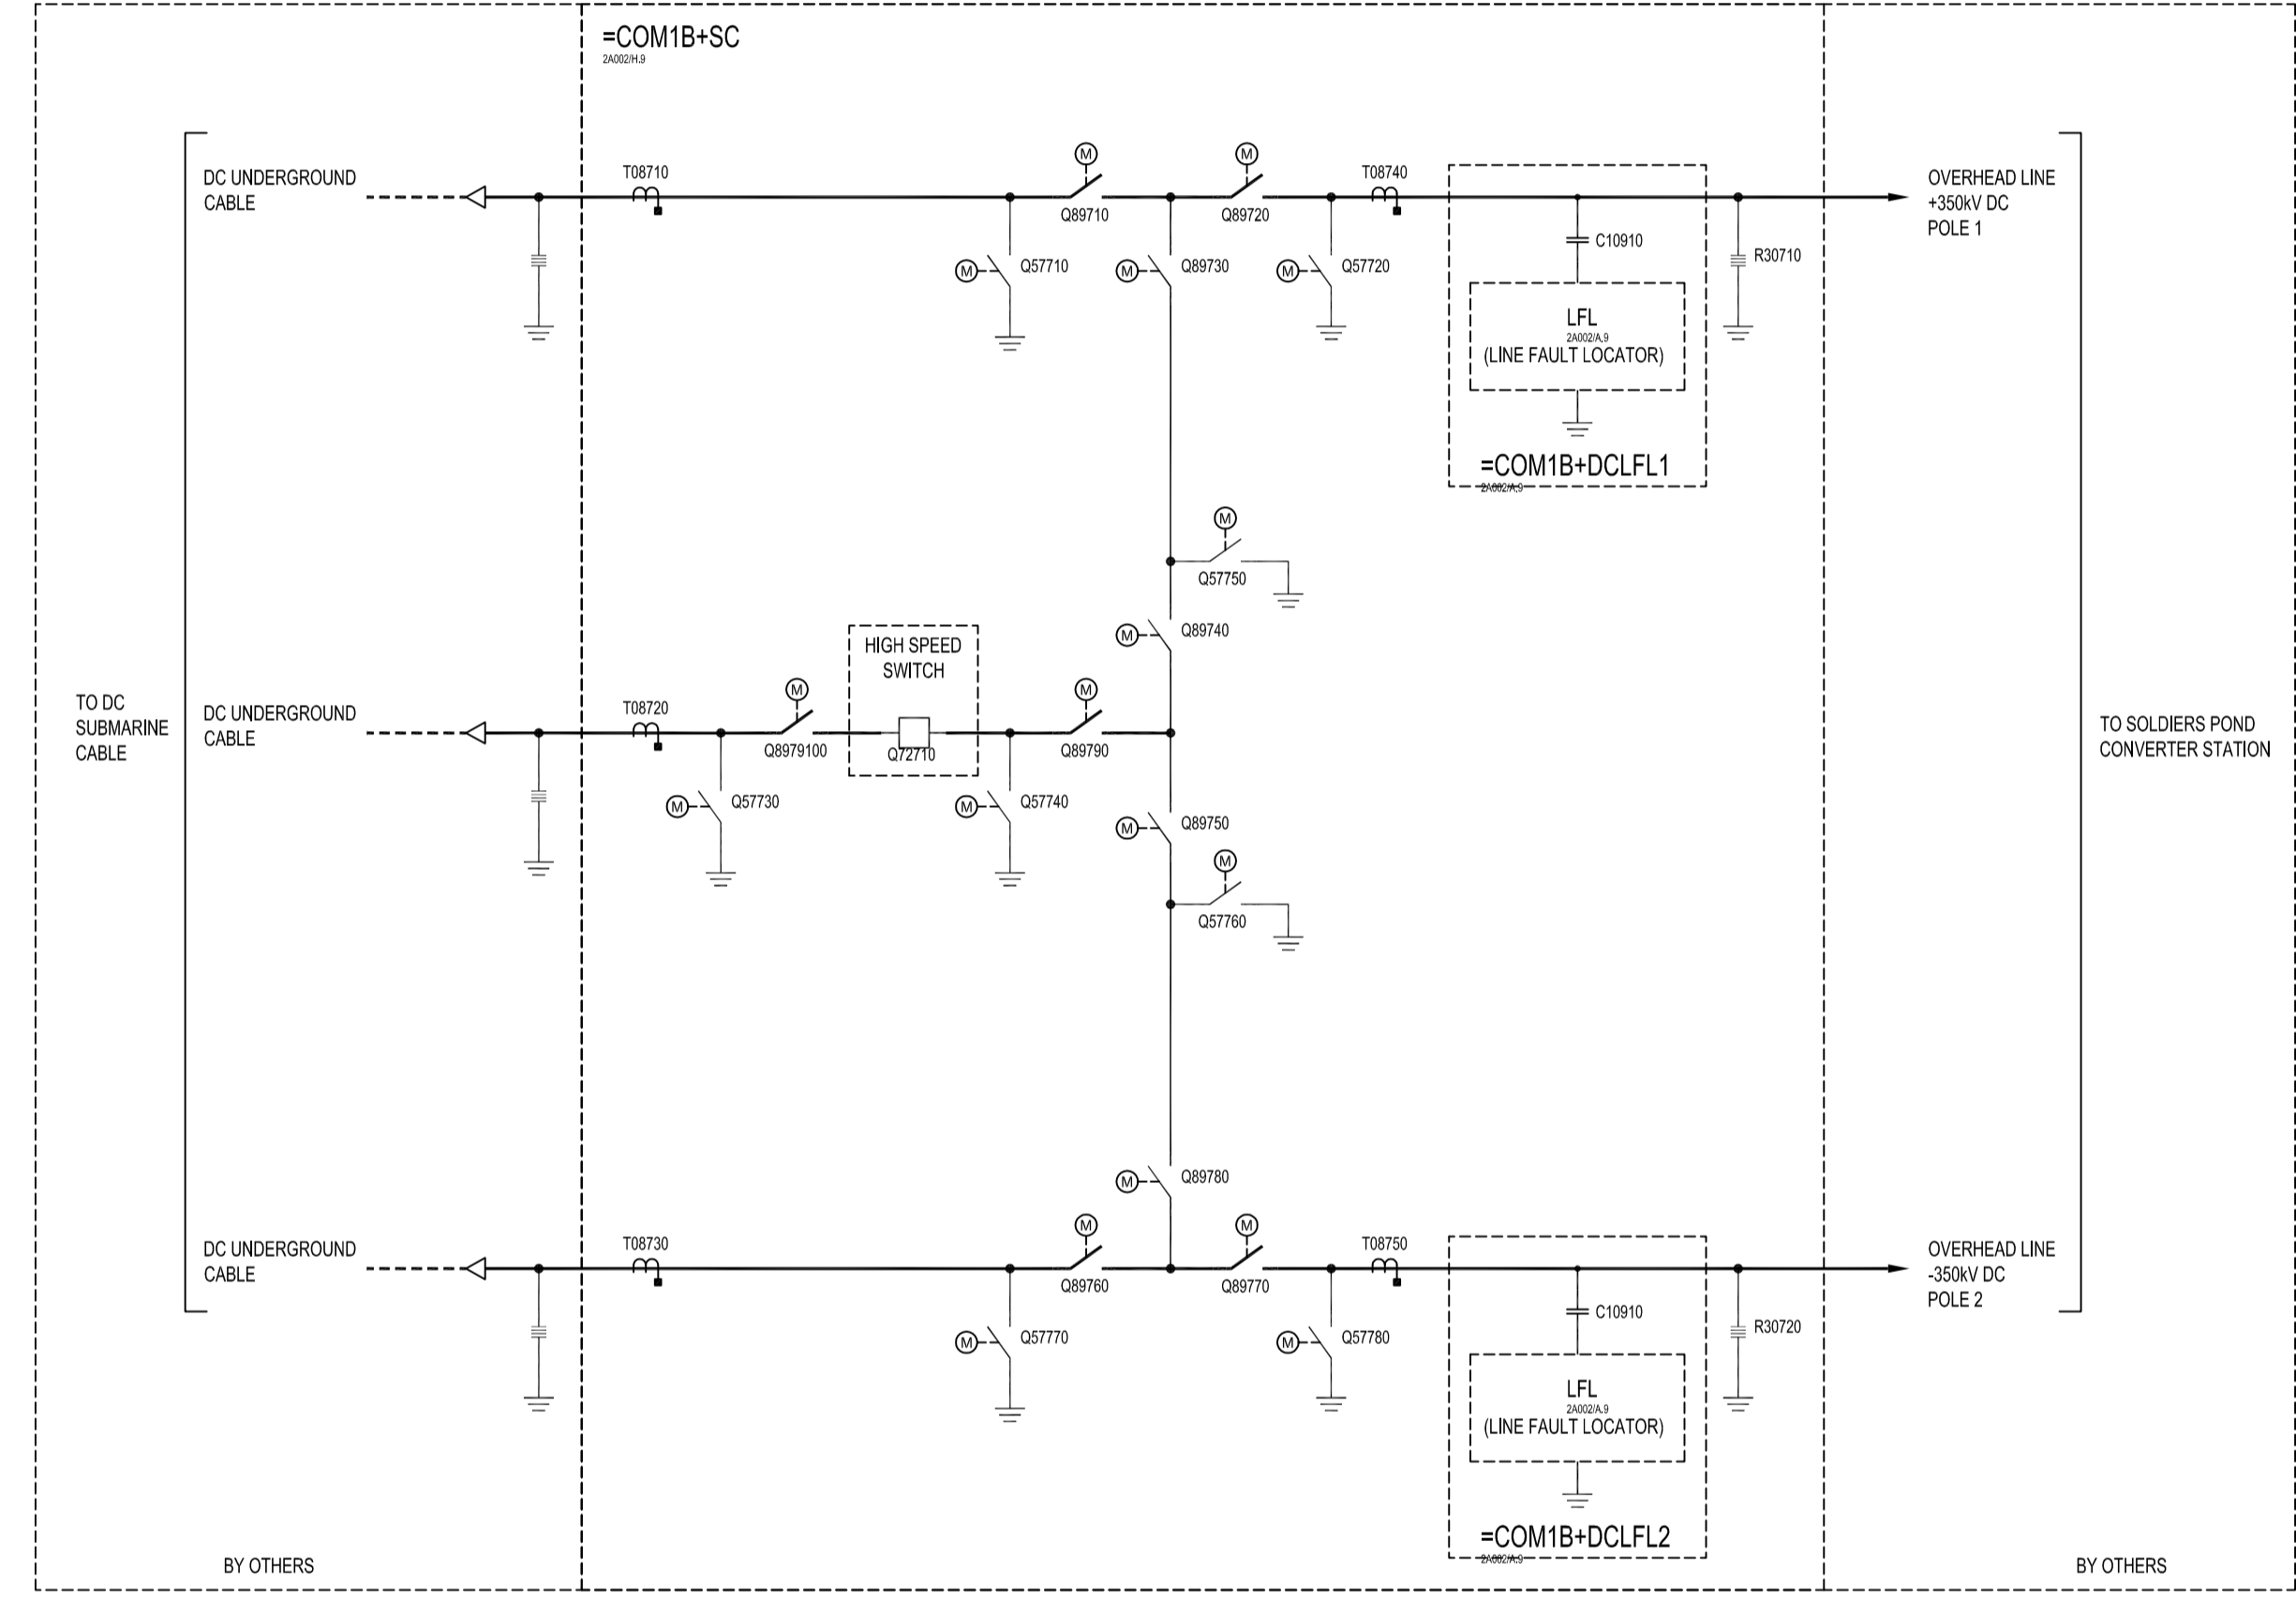 =COM1B+SC
2A002/H.9
DC UNDERGROUND
CABLE
T08710
M
Q89710
M
Q89720
T08740
OVERHEAD LINE
+350kV DC
POLE 1
M
Q57710
M
Q89730
M
Q57720
C10910
R30710
LFL
2A002/A.9
(LINE FAULT LOCATOR)
=COM1B+DCLFL1
2A002/A.9
M
Q57750
M
Q89740
HIGH SPEED
SWITCH
TO DC
SUBMARINE
CABLE
DC UNDERGROUND
CABLE
T08720
M
Q8979100
Q72710
M
Q89790
TO SOLDIERS POND
CONVERTER STATION
M
Q57730
M
Q57740
M
Q89750
M
Q57760
M
Q89780
DC UNDERGROUND
CABLE
T08730
M
Q89760
M
Q89770
T08750
OVERHEAD LINE
-350kV DC
POLE 2
M
Q57770
M
Q57780
C10910
R30720
LFL
2A002/A.9
(LINE FAULT LOCATOR)
=COM1B+DCLFL2
2A002/A.9
BY OTHERS
BY OTHERS